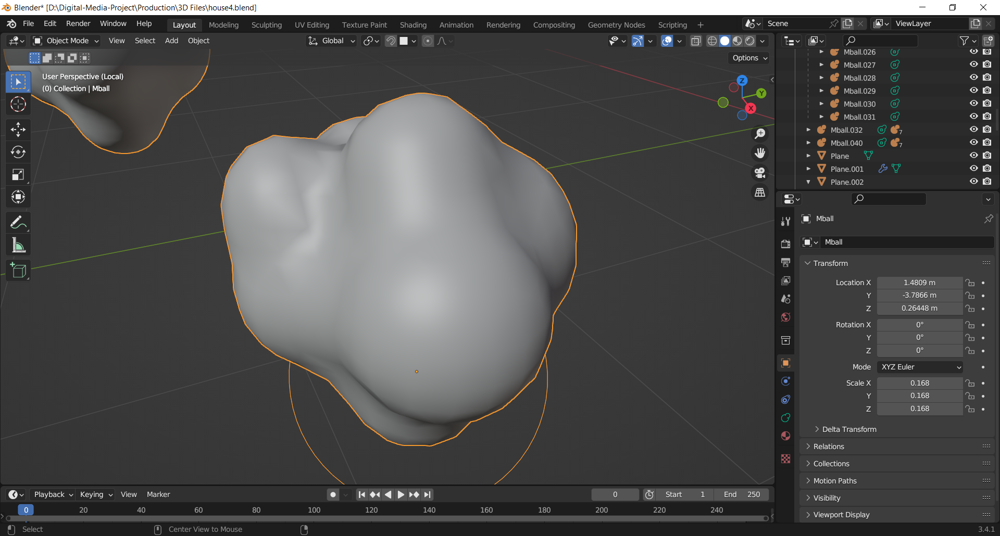 Blender* [D:\Digital-Media-Project\Production\3D Files\house4.blend]
File Edit Render Window Help
Layout Modeling Sculpting UV Editing Texture Paint Shading Animation Rendering Compositing Geometry Nodes Scripting +
Scene
ViewLayer
Object Mode View Select Add Object
Global
Options
User Perspective (Local)
(0) Collection | Mball
Z
Y
X
Mball.026
Mball.027
Mball.028
Mball.029
Mball.030
Mball.031
Mball.032 7
Mball.040 7
Plane
Plane.001
Plane.002
Mball
Mball
Transform
Location X 1.4809 m
Y -3.7866 m
Z 0.26448 m
Rotation X 0°
Y 0°
Z 0°
Mode XYZ Euler
Scale X 0.168
Y 0.168
Z 0.168
Delta Transform
Relations
Collections
Motion Paths
Visibility
Viewport Display
Playback Keying View Marker
0 Start 1 End 250
0 20 40 60 80 100 120 140 160 180 200 220 240
Select Center View to Mouse
3.4.1